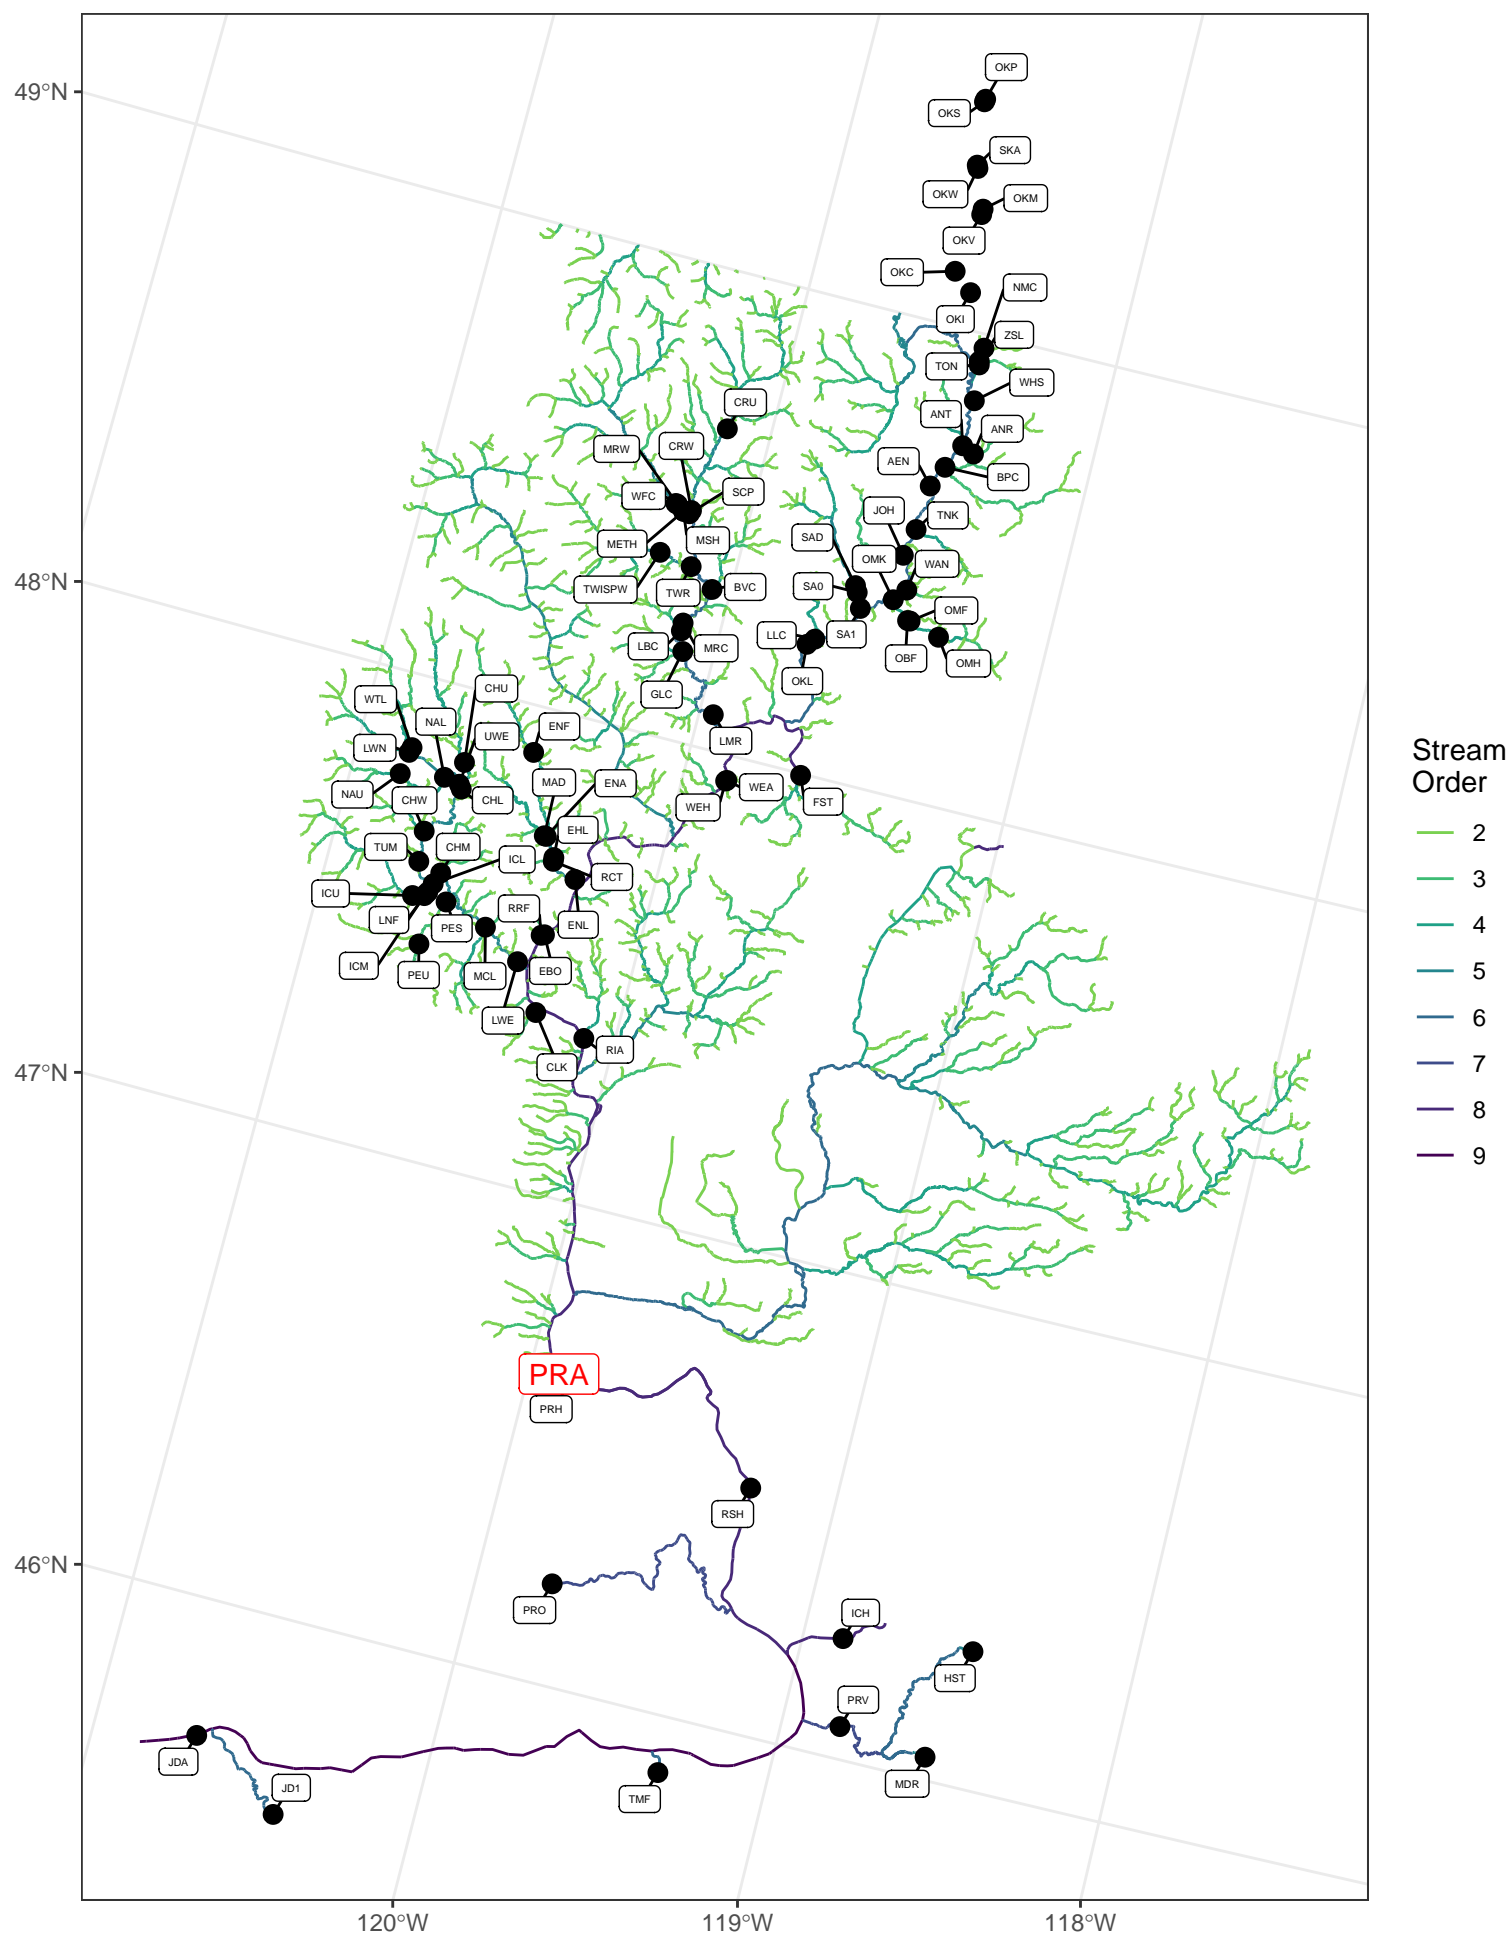 49°N
48°N
47°N
46°N
120°W
119°W
118°W
OKP
OKS
SKA
OKW
OKM
OKV
OKC
NMC
OKI
ZSL
TON
WHS
CRU
ANT
ANR
MRW
CRW
AEN
BPC
WFC
SCP
JOH
TNK
METH
MSH
SAD
OMK
WAN
TWISPW
TWR
BVC
SA0
OMF
LBC
MRC
LLC
SA1
OBF
OMH
GLC
OKL
WTL
CHU
NAL
ENF
LWN
UWE
LMR
NAU
CHW
CHL
MAD
ENA
WEH
WEA
FST
TUM
CHM
EHL
ICL
ICU
RCT
LNF
PES
RRF
ENL
ICM
PEU
MCL
EBO
LWE
RIA
CLK
PRA
PRH
RSH
PRO
ICH
HST
PRV
JDA
JD1
TMF
MDR
Stream
Order
2
3
4
5
6
7
8
9